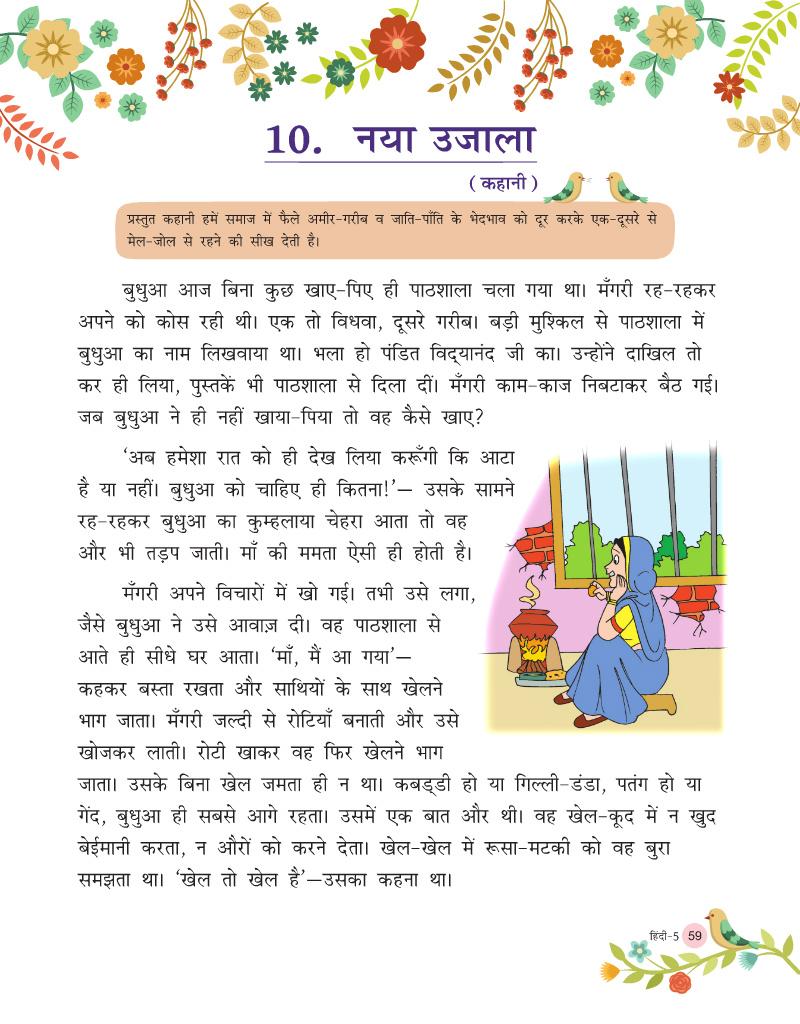 10. नया उजाला
( कहानी )
प्रस्तुत कहानी हमें समाज में फैले अमीर-गरीब व जाति-पाँति के भेदभाव को दूर करके एक-दूसरे से
मेल-जोल से रहने की सीख देती है।
बुधुआ आज बिना कुछ खाए-पिए ही पाठशाला चला गया था। मँगरी रह-रहकर
अपने को कोस रही थी। एक तो विधवा, दूसरे गरीब। बड़ी मुश्किल से पाठशाला में
बुधुआ का नाम लिखवाया था। भला हो पंडित विद्यानंद जी का। उन्होंने दाखिल तो
कर ही लिया, पुस्तकें भी पाठशाला से दिला दीं। मँगरी काम-काज निबटाकर बैठ गई।
जब बुधुआ ने ही नहीं खाया-पिया तो वह कैसे खाए?
‘अब हमेशा रात को ही देख लिया करूँगी कि आटा
है या नहीं। बुधुआ को चाहिए ही कितना!’— उसके सामने
रह-रहकर बुधुआ का कुम्हलाया चेहरा आता तो वह
और भी तड़प जाती। माँ की ममता ऐसी ही होती है।
मँगरी अपने विचारों में खो गई। तभी उसे लगा,
जैसे बुधुआ ने उसे आवाज़ दी। वह पाठशाला से
आते ही सीधे घर आता। ‘माँ, मैं आ गया’—
कहकर बस्ता रखता और साथियों के साथ खेलने
भाग जाता। मँगरी जल्दी से रोटियाँ बनाती और उसे
खोजकर लाती। रोटी खाकर वह फिर खेलने भाग
जाता। उसके बिना खेल जमता ही न था। कबड्डी हो या गिल्ली-डंडा, पतंग हो या
गेंद, बुधुआ ही सबसे आगे रहता। उसमें एक बात और थी। वह खेल-कूद में न खुद
बेईमानी करता, न औरों को करने देता। खेल-खेल में रूसा-मटकी को वह बुरा
समझता था। ‘खेल तो खेल है’—उसका कहना था।
हिंदी-5 59